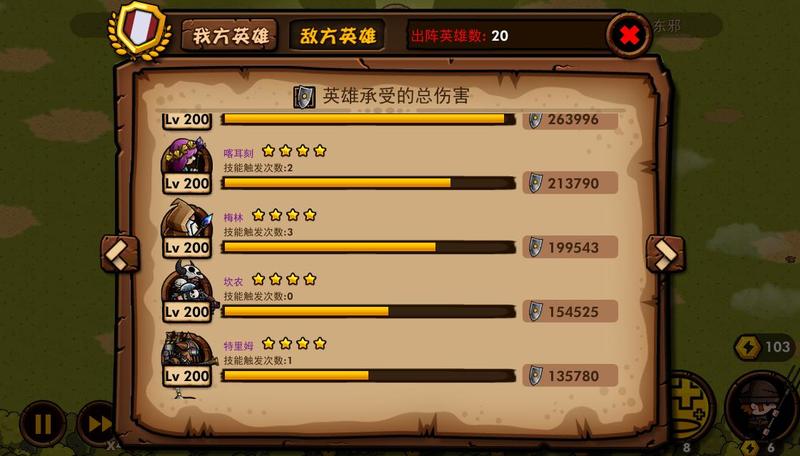 我方英雄
敌方英雄
出阵英雄数: 20
东邪
英雄承受的总伤害
Lv 200
263996
喀耳刻
技能触发次数:2
Lv 200
213790
梅林
技能触发次数:3
Lv 200
199543
坎农
技能触发次数:0
Lv 200
154525
特里姆
技能触发次数:1
Lv 200
135780
103
8
6